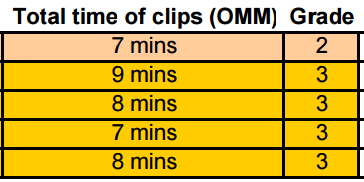 Total time of clips (OMM) Grade
7 mins 2
9 mins 3
8 mins 3
7 mins 3
8 mins 3